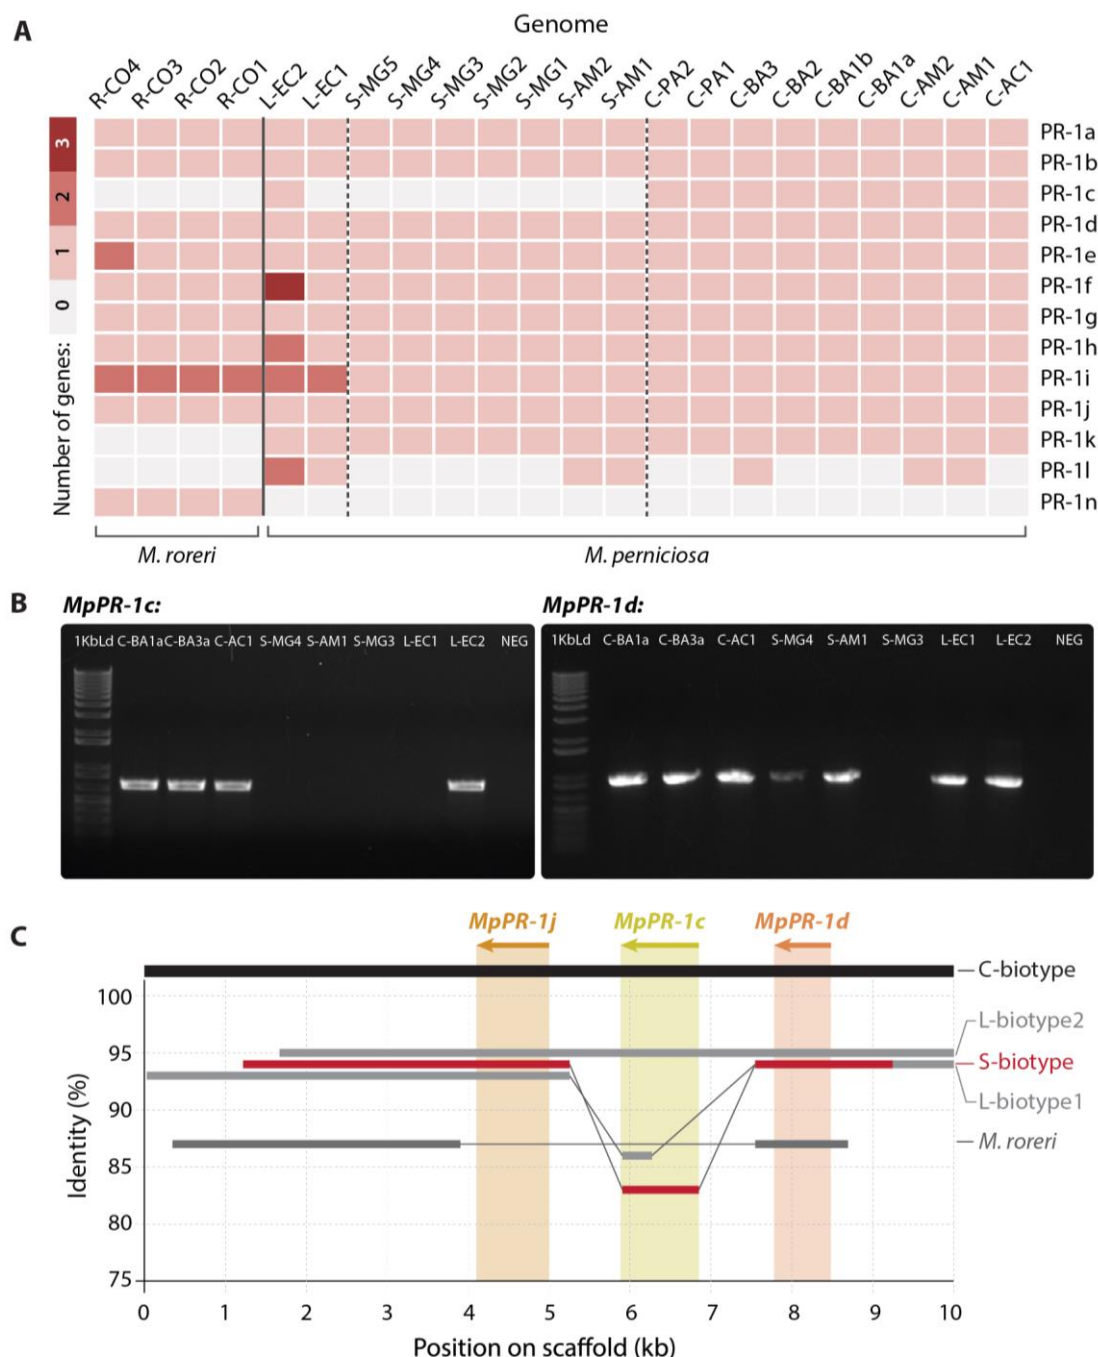 A
Genome
R-CO4 R-CO3 R-CO2 R-CO1 L-EC2 L-EC1 S-MG5 S-MG4 S-MG3 S-MG2 S-MG1 S-AM2 S-AM1 C-PA2 C-PA1 C-BA3 C-BA2 C-BA1b C-BA1a C-AM2 C-AM1 C-AC1
Number of genes: 0 1 2 3
PR-1a
PR-1b
PR-1c
PR-1d
PR-1e
PR-1f
PR-1g
PR-1h
PR-1i
PR-1j
PR-1k
PR-1l
PR-1n
M. roreri
M. perniciosa
B
MpPR-1c:
1KbLd C-BA1a C-BA3a C-AC1 S-MG4 S-AM1 S-MG3 L-EC1 L-EC2 NEG
MpPR-1d:
1KbLd C-BA1a C-BA3a C-AC1 S-MG4 S-AM1 S-MG3 L-EC1 L-EC2 NEG
C
MpPR-1j MpPR-1c MpPR-1d
C-biotype
L-biotype2
S-biotype
L-biotype1
M. roreri
Identity (%)
100
95
90
85
80
75
0 1 2 3 4 5 6 7 8 9 10
Position on scaffold (kb)